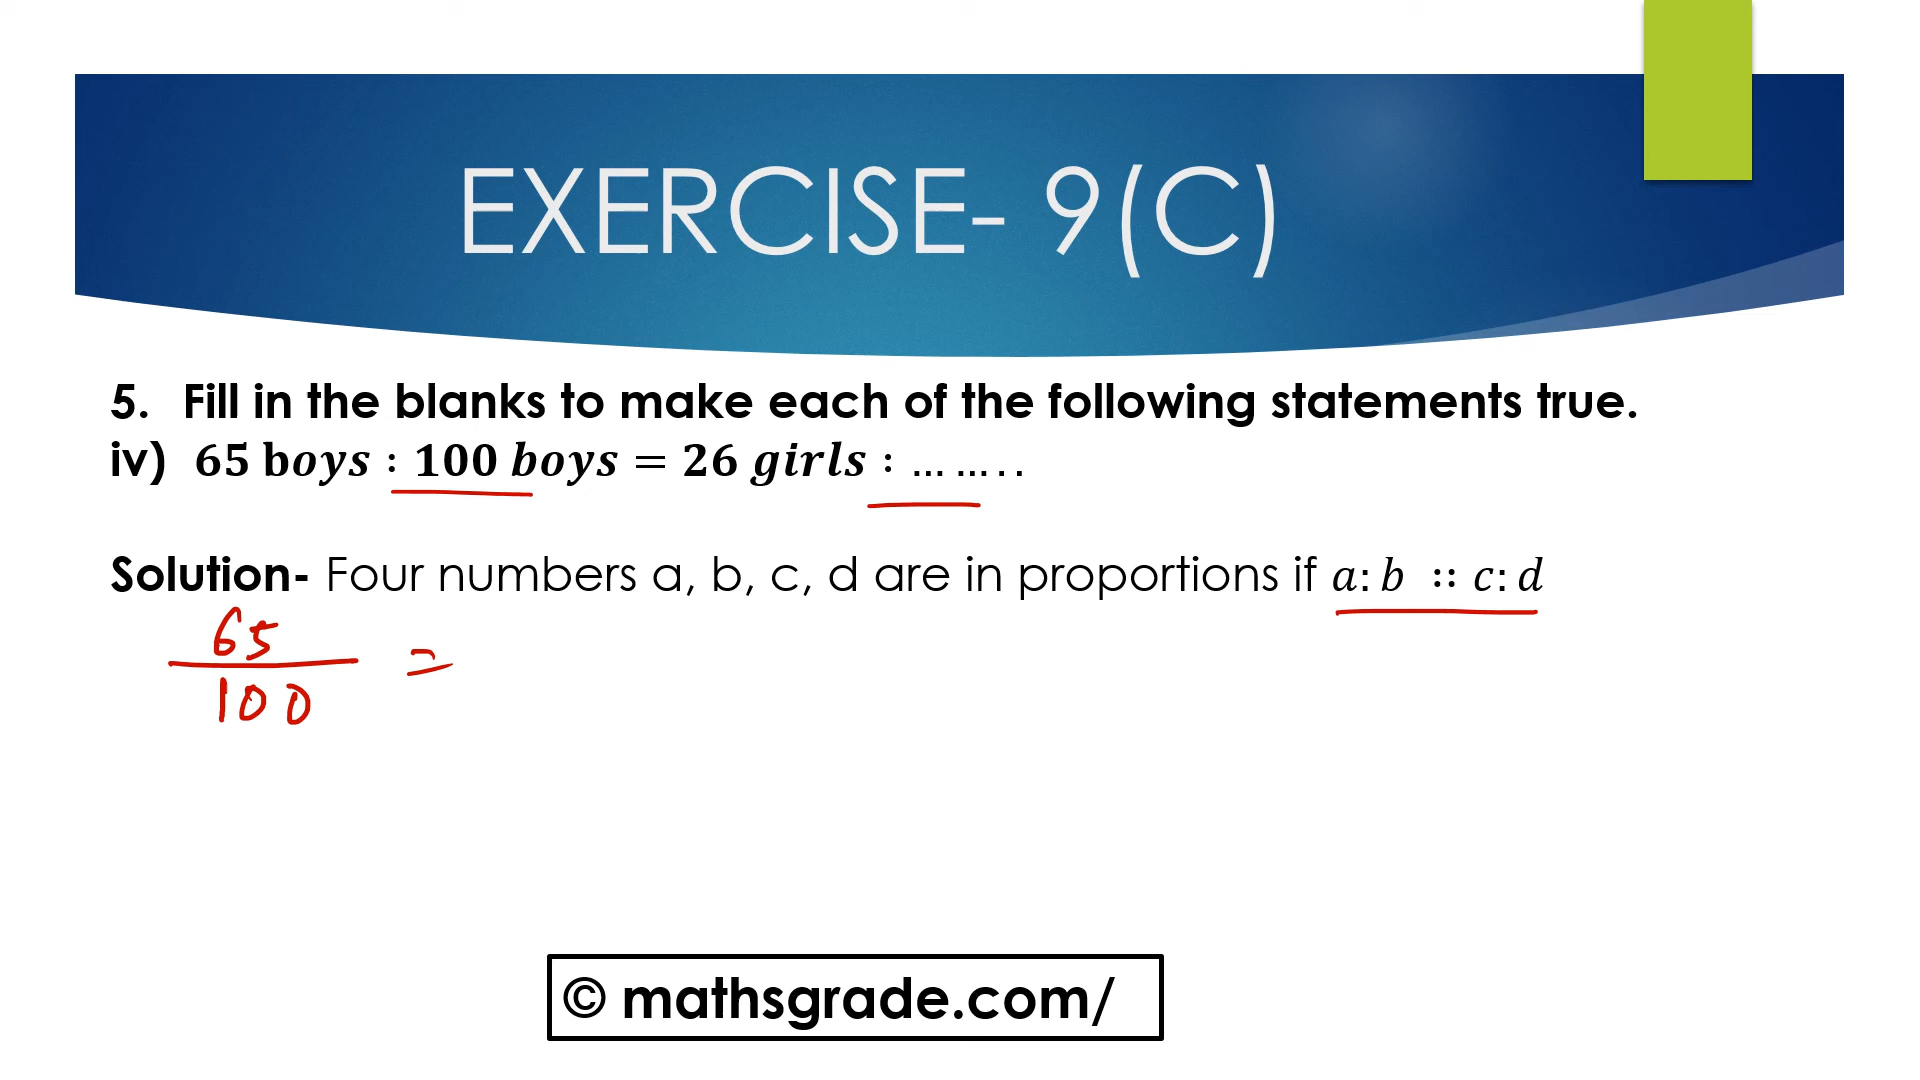 EXERCISE- 9(C)
5. Fill in the blanks to make each of the following statements true.
iv) 65 boys : 100 boys = 26 girls : … … . .
Solution- Four numbers a, b, c, d are in proportions if a: b :: c: d
65
100
=
© mathsgrade.com/